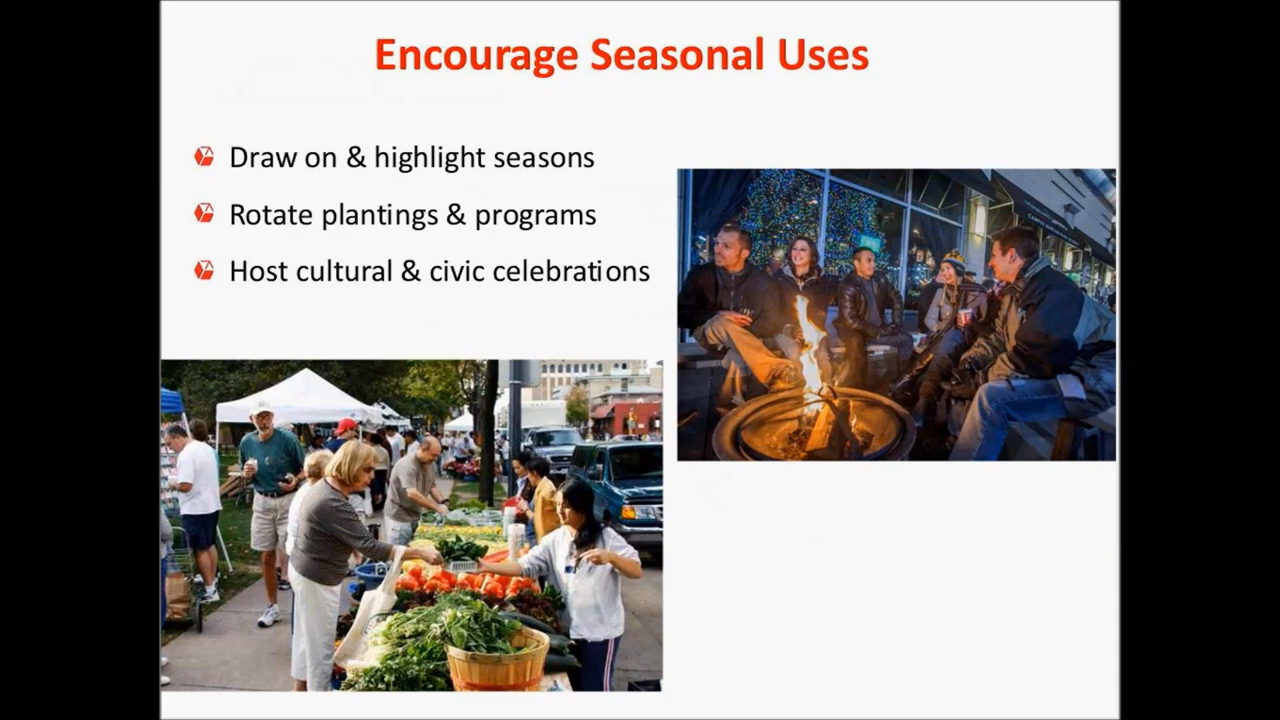 Encourage Seasonal Uses
Draw on & highlight seasons
Rotate plantings & programs
Host cultural & civic celebrations